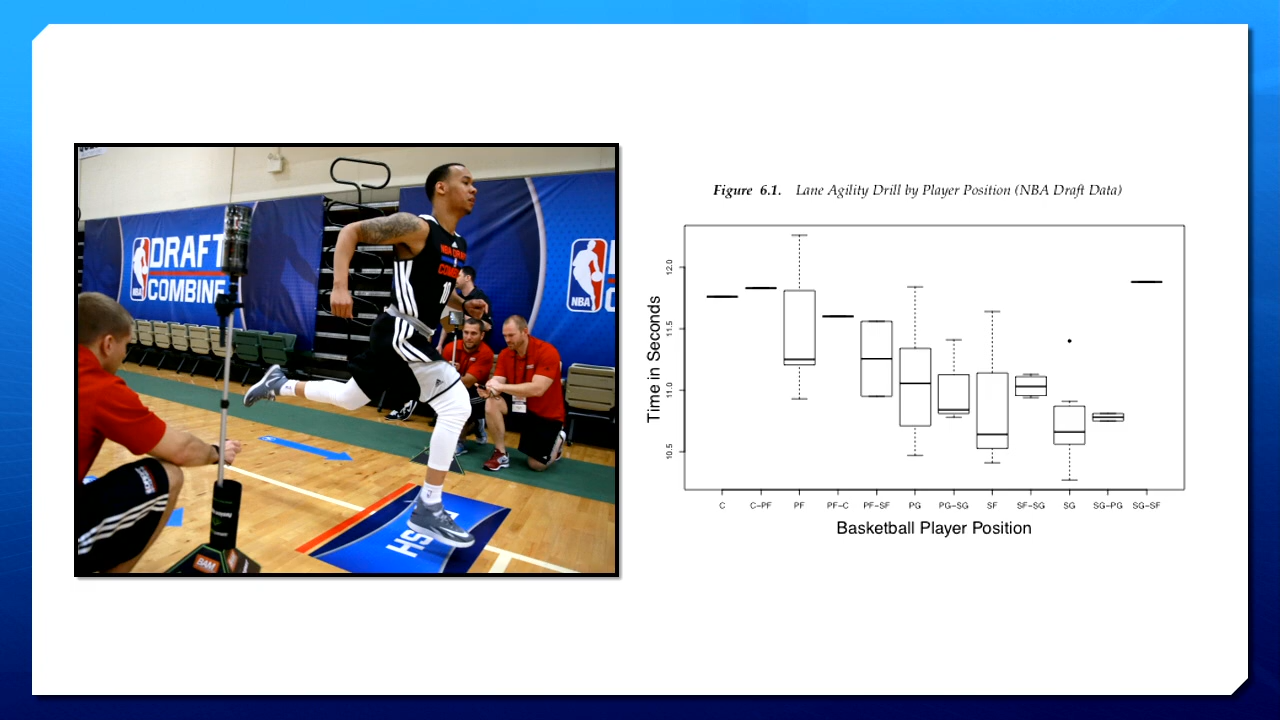 DRAFT
COMBINE
NBA
NBA DRAFT
COMBINE
NBA
BAM
Figure 6.1. Lane Agility Drill by Player Position (NBA Draft Data)
Time in Seconds
12.0
11.5
11.0
10.5
C C-PF PF PF-C PF-SF PG PG-SG SF SF-SG SG SG-PG SG-SF
Basketball Player Position